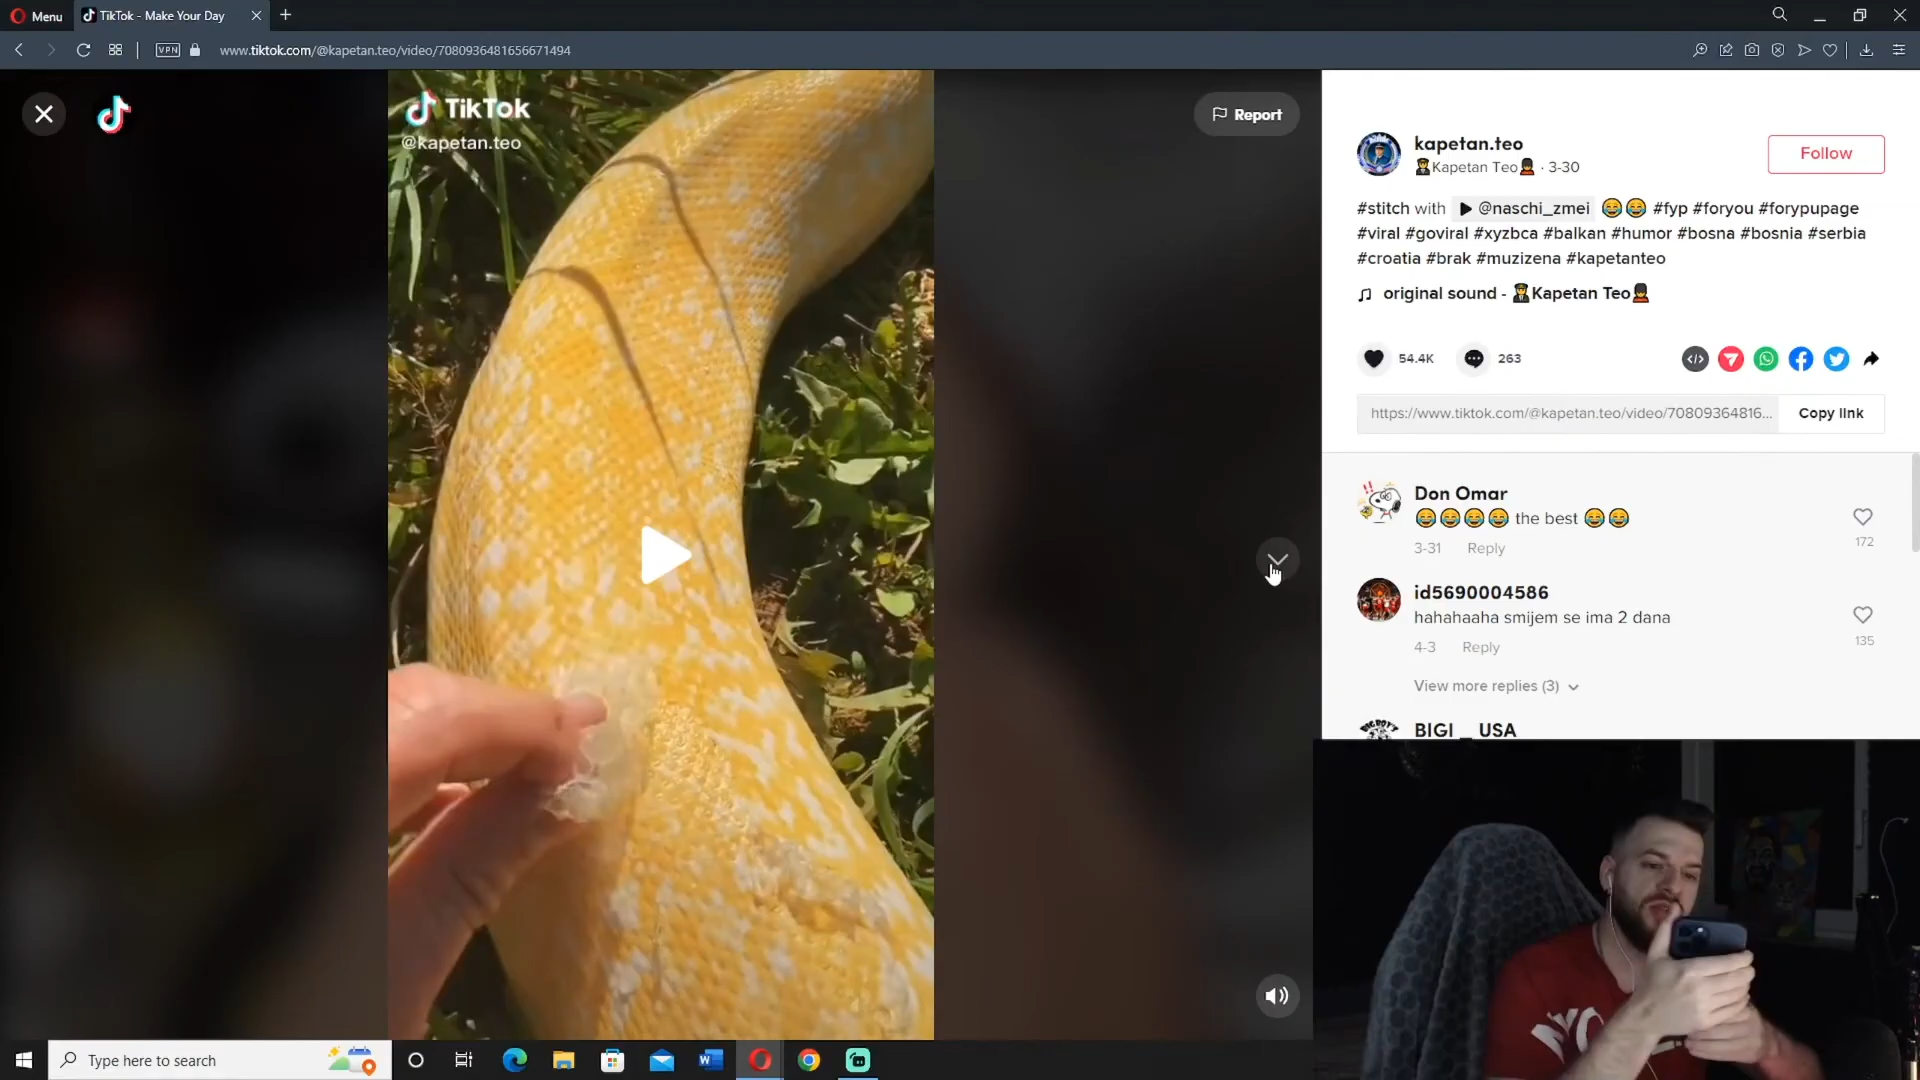 Menu
TikTok - Make Your Day
VPN
www.tiktok.com/@kapetan.teo/video/7080936481656671494
TikTok
@kapetan.teo
Report
kapetan.teo
Kapetan Teo · 3-30
Follow
#stitch with @naschi_zmei 😂😂 #fyp #foryou #forypupage
#viral #goviral #xyzbca #balkan #humor #bosna #bosnia #serbia
#croatia #brak #muzizena #kapetanteo
original sound - Kapetan Teo
54.4K
263
https://www.tiktok.com/@kapetan.teo/video/70809364816...
Copy link
Don Omar
😂😂😂😂 the best 😂😂
172
3-31 Reply
id5690004586
hahahaaha smijem se ima 2 dana
135
4-3 Reply
View more replies (3)
BIGI _ USA
Type here to search